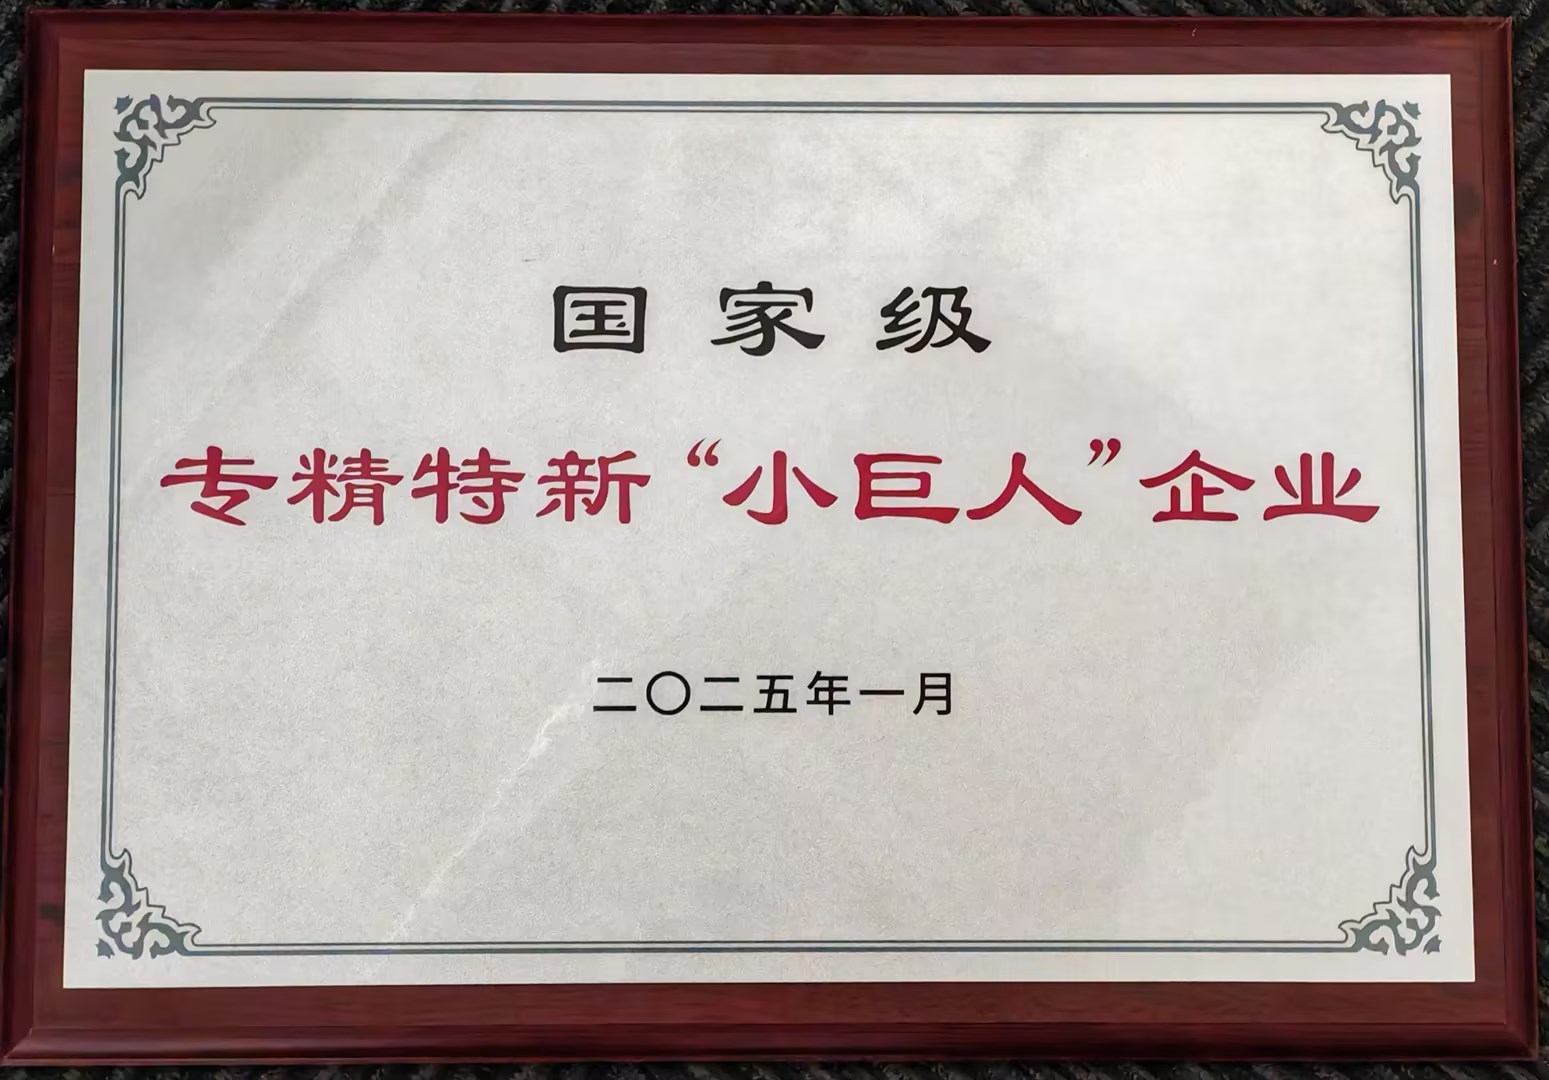 国家级
专精特新“小巨人”企业
二〇二五年一月